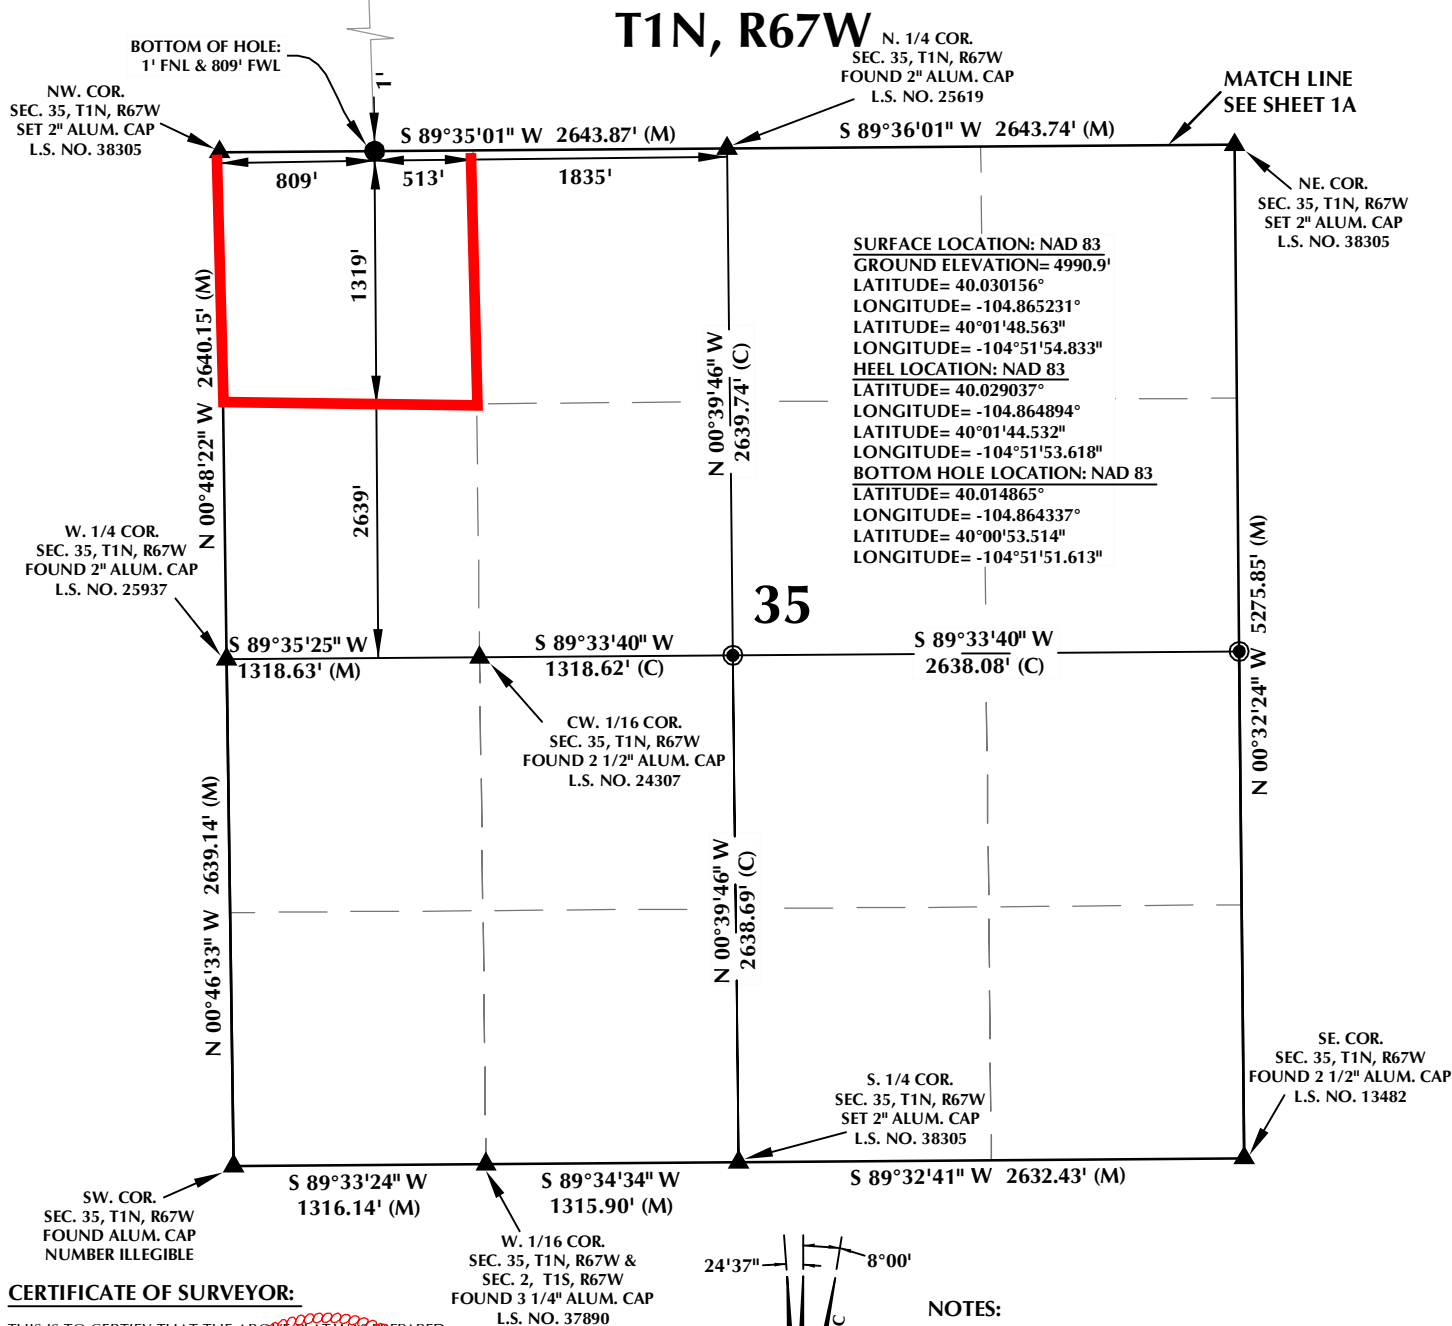 T1N, R67W
BOTTOM OF HOLE:
1' FNL & 809' FWL
1'
NW. COR.
SEC. 35, T1N, R67W
SET 2" ALUM. CAP
L.S. NO. 38305
N. 1/4 COR.
SEC. 35, T1N, R67W
FOUND 2" ALUM. CAP
L.S. NO. 25619
MATCH LINE
SEE SHEET 1A
S 89°35'01" W 2643.87' (M)
S 89°36'01" W 2643.74' (M)
809'
513'
1835'
NE. COR.
SEC. 35, T1N, R67W
SET 2" ALUM. CAP
L.S. NO. 38305
1319'
N 00°48'22" W 2640.15' (M)
N 00°39'46" W
2639.74' (C)
SURFACE LOCATION: NAD 83
GROUND ELEVATION= 4990.9'
LATITUDE= 40.030156°
LONGITUDE= -104.865231°
LATITUDE= 40°01'48.563"
LONGITUDE= -104°51'54.833"
HEEL LOCATION: NAD 83
LATITUDE= 40.029037°
LONGITUDE= -104.864894°
LATITUDE= 40°01'44.532"
LONGITUDE= -104°51'53.618"
BOTTOM HOLE LOCATION: NAD 83
LATITUDE= 40.014865°
LONGITUDE= -104.864337°
LATITUDE= 40°00'53.514"
LONGITUDE= -104°51'51.613"
2639'
W. 1/4 COR.
SEC. 35, T1N, R67W
FOUND 2" ALUM. CAP
L.S. NO. 25937
35
N 00°32'24" W 5275.85' (M)
S 89°35'25" W
1318.63' (M)
S 89°33'40" W
1318.62' (C)
S 89°33'40" W
2638.08' (C)
CW. 1/16 COR.
SEC. 35, T1N, R67W
FOUND 2 1/2" ALUM. CAP
L.S. NO. 24307
N 00°46'33" W 2639.14' (M)
N 00°39'46" W
2638.69' (C)
S. 1/4 COR.
SEC. 35, T1N, R67W
SET 2" ALUM. CAP
L.S. NO. 38305
SE. COR.
SEC. 35, T1N, R67W
FOUND 2 1/2" ALUM. CAP
L.S. NO. 13482
S 89°33'24" W
1316.14' (M)
S 89°34'34" W
1315.90' (M)
S 89°32'41" W 2632.43' (M)
SW. COR.
SEC. 35, T1N, R67W
FOUND ALUM. CAP
NUMBER ILLEGIBLE
W. 1/16 COR.
SEC. 35, T1N, R67W &
SEC. 2, T1S, R67W
FOUND 3 1/4" ALUM. CAP
L.S. NO. 37890
24'37"
8°00'
C
CERTIFICATE OF SURVEYOR:
NOTES:
THIS IS TO CERTIFY THAT THE